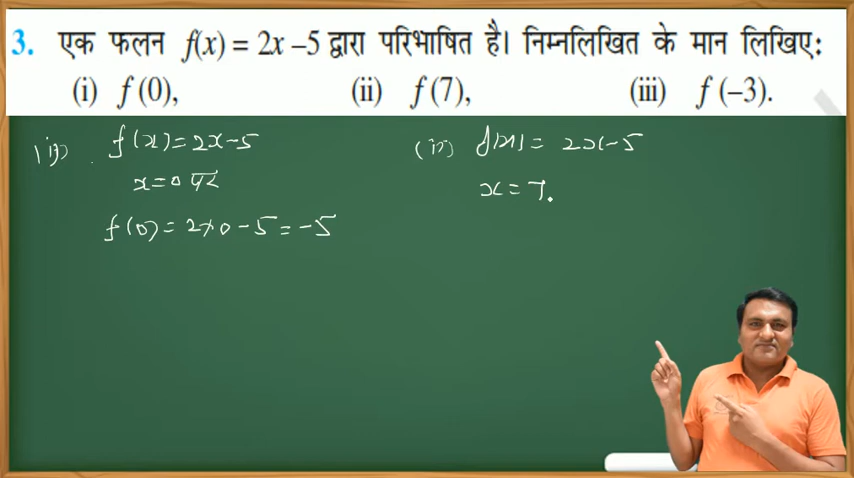 3. एक फलन f(x) = 2x –5 द्वारा परिभाषित है। निम्नलिखित के मान लिखिए:
(i) f (0), (ii) f (7), (iii) f (–3).
(i) f(x) = 2x-5 (ii) f(x) = 2x-5
x=0 पर x = 7.
f(0) = 2×0 -5 = -5